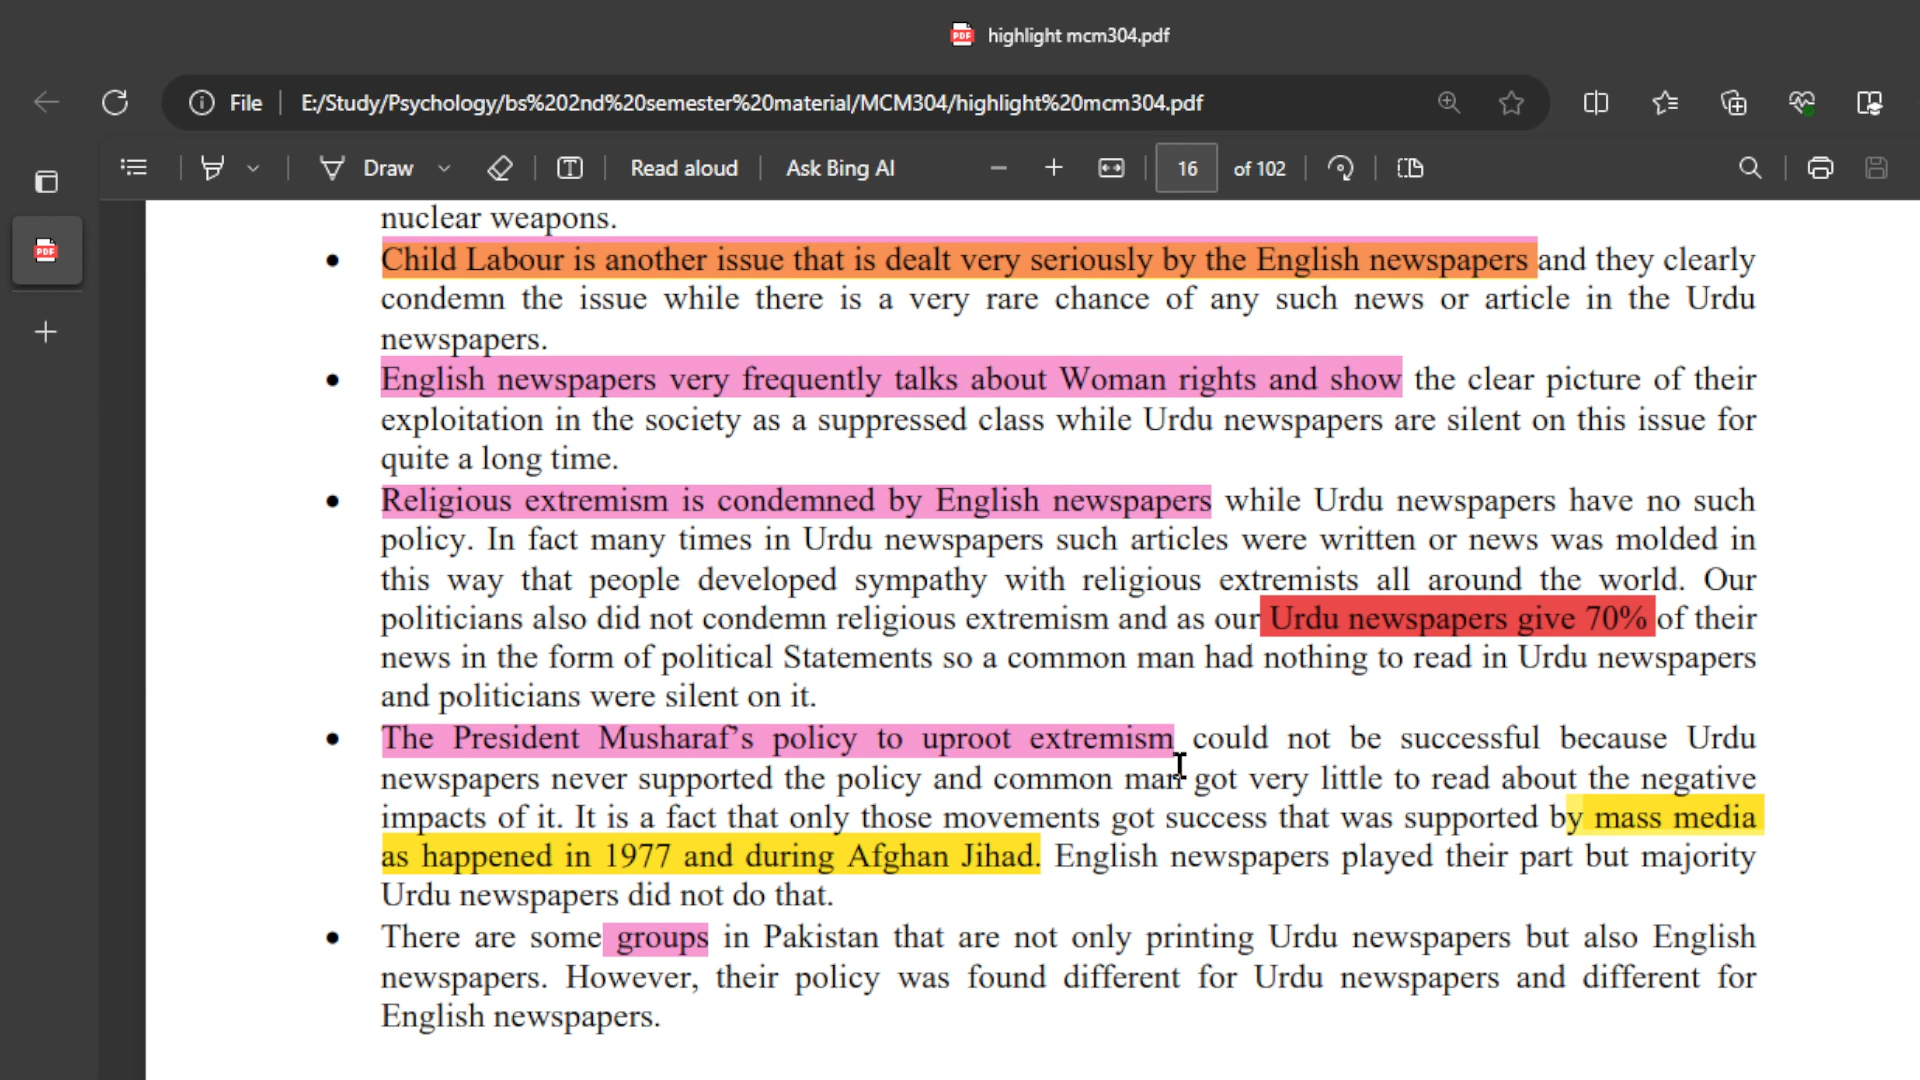 highlight mcm304.pdf
File E:/Study/Psychology/bs%202nd%20semester%20material/MCM304/highlight%20mcm304.pdf
Draw Read aloud Ask Bing AI 16 of 102
nuclear weapons.
• Child Labour is another issue that is dealt very seriously by the English newspapers and they clearly
condemn the issue while there is a very rare chance of any such news or article in the Urdu
newspapers.
• English newspapers very frequently talks about Woman rights and show the clear picture of their
exploitation in the society as a suppressed class while Urdu newspapers are silent on this issue for
quite a long time.
• Religious extremism is condemned by English newspapers while Urdu newspapers have no such
policy. In fact many times in Urdu newspapers such articles were written or news was molded in
this way that people developed sympathy with religious extremists all around the world. Our
politicians also did not condemn religious extremism and as our Urdu newspapers give 70% of their
news in the form of political Statements so a common man had nothing to read in Urdu newspapers
and politicians were silent on it.
• The President Musharaf's policy to uproot extremism could not be successful because Urdu
newspapers never supported the policy and common man got very little to read about the negative
impacts of it. It is a fact that only those movements got success that was supported by mass media
as happened in 1977 and during Afghan Jihad. English newspapers played their part but majority
Urdu newspapers did not do that.
• There are some groups in Pakistan that are not only printing Urdu newspapers but also English
newspapers. However, their policy was found different for Urdu newspapers and different for
English newspapers.